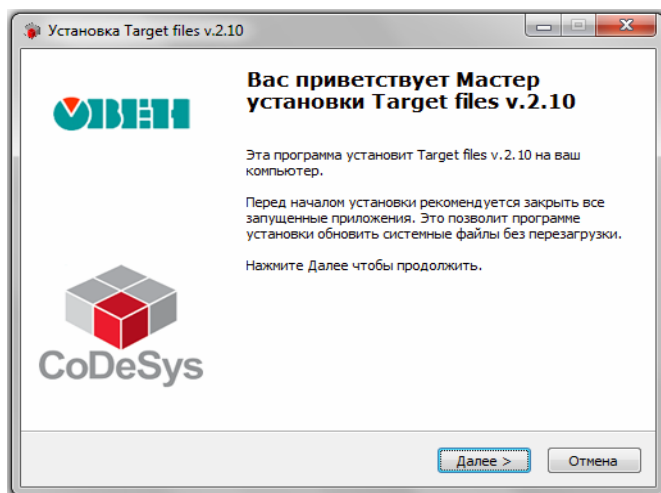 Установка Target files v.2.10
Вас приветствует Мастер
установки Target files v.2.10
ОВЕН
Эта программа установит Target files v.2.10 на ваш
компьютер.
Перед началом установки рекомендуется закрыть все
запущенные приложения. Это позволит программе
установки обновить системные файлы без перезагрузки.
Нажмите Далее чтобы продолжить.
CoDeSys
Далее >
Отмена